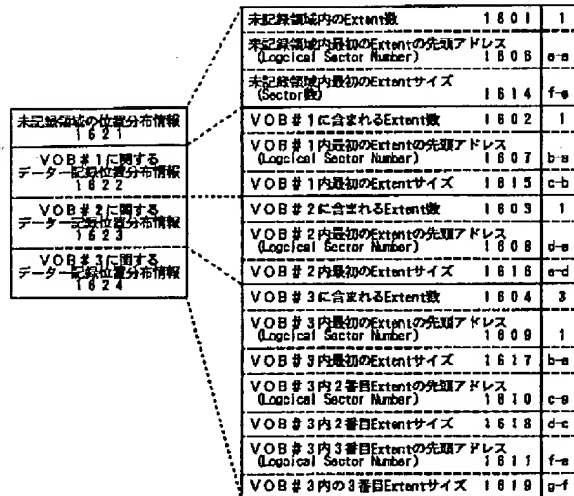 未記録領域の位置分布情報
1621
VOB#1に関する
データー記録位置分布情報
1622
VOB#2に関する
データー記録位置分布情報
1623
VOB#3に関する
データー記録位置分布情報
1624
未記録領域内のExtent数 1601 1
未記録領域内最初のExtentの先頭アドレス
(Logcical Sector Number) 1606 e-a
未記録領域内最初のExtentサイズ
(Sector数) 1614 f-e
VOB#1に含まれるExtent数 1602 1
VOB#1内最初のExtentの先頭アドレス
(Logcical Sector Number) 1607 b-a
VOB#1内最初のExtentサイズ 1615 c-b
VOB#2に含まれるExtent数 1603 1
VOB#2内最初のExtentの先頭アドレス
(Logcical Sector Number) 1608 d-a
VOB#2内最初のExtentサイズ 1616 e-d
VOB#3に含まれるExtent数 1604 3
VOB#3内最初のExtentの先頭アドレス
(Logcical Sector Number) 1609 1
VOB#3内最初のExtentサイズ 1617 b-a
VOB#3内2番目Extentの先頭アドレス
(Logcical Sector Number) 1610 c-a
VOB#3内2番目Extentサイズ 1618 d-c
VOB#3内3番目Extentの先頭アドレス
(Logcical Sector Number) 1611 f-a
VOB#3内の3番目Extentサイズ 1619 g-f